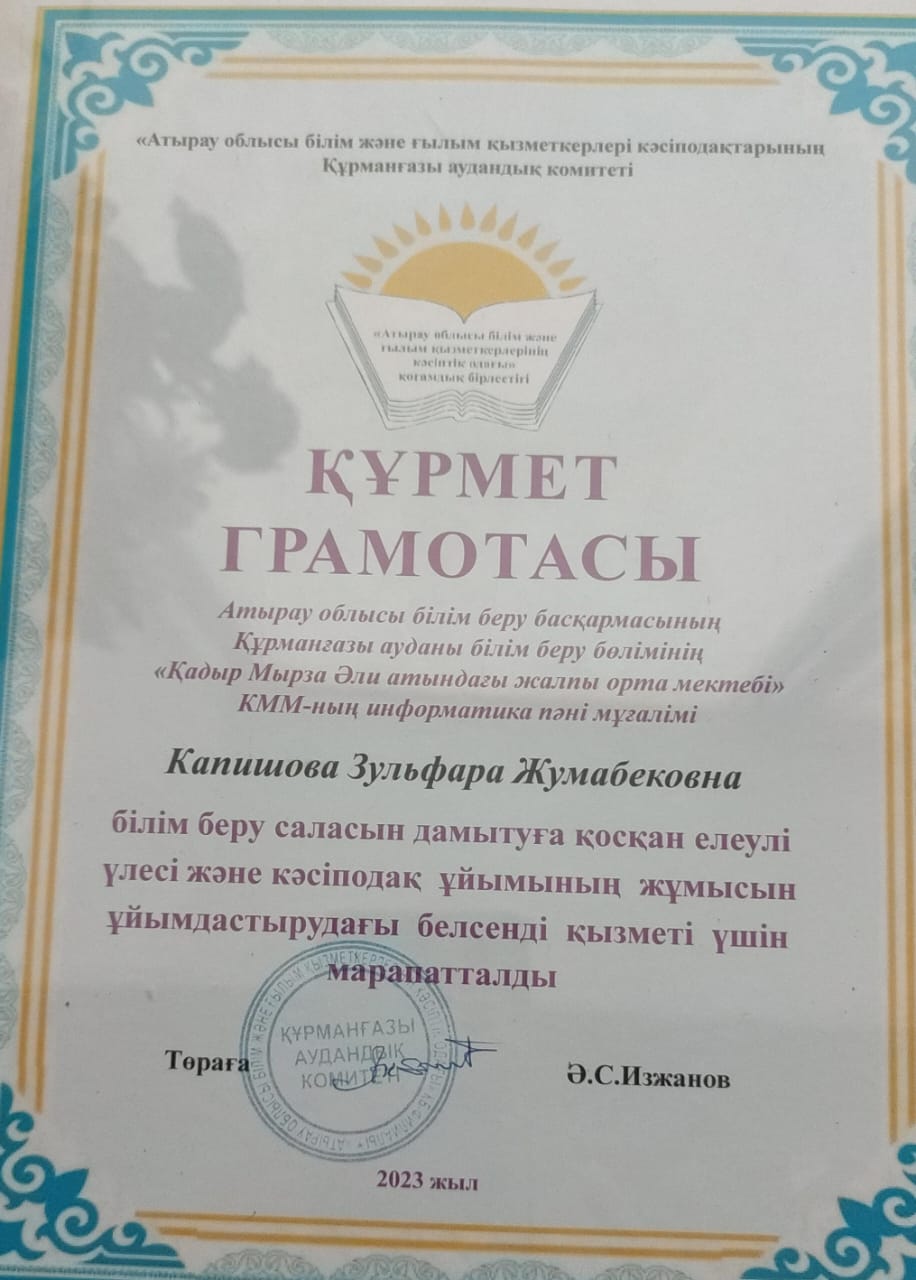 «Атырау облысы білім және ғылым қызметкерлері кәсіподақтарының
Құрманғазы аудандық комитеті
«Атырау облысы білім және
ғылым қызметкерлерінің
кәсіптік одағы»
қоғамдық бірлестігі
ҚҰРМЕТ
ГРАМОТАСЫ
Атырау облысы білім беру басқармасының
Құрманғазы ауданы білім беру бөлімінің
«Қадыр Мырза Әли атындағы жалпы орта мектебі»
КММ-ның информатика пәні мұғалімі
Капишова Зульфара Жумабековна
білім беру саласын дамытуға қосқан елеулі
үлесі және кәсіподақ ұйымының жұмысын
ұйымдастырудағы белсенді қызметі үшін
марапатталды
ҚҰРМАНҒАЗЫ
АУДАНДЫҚ
КОМИТЕТІ
Төраға
Ә.С.Изжанов
2023 жыл